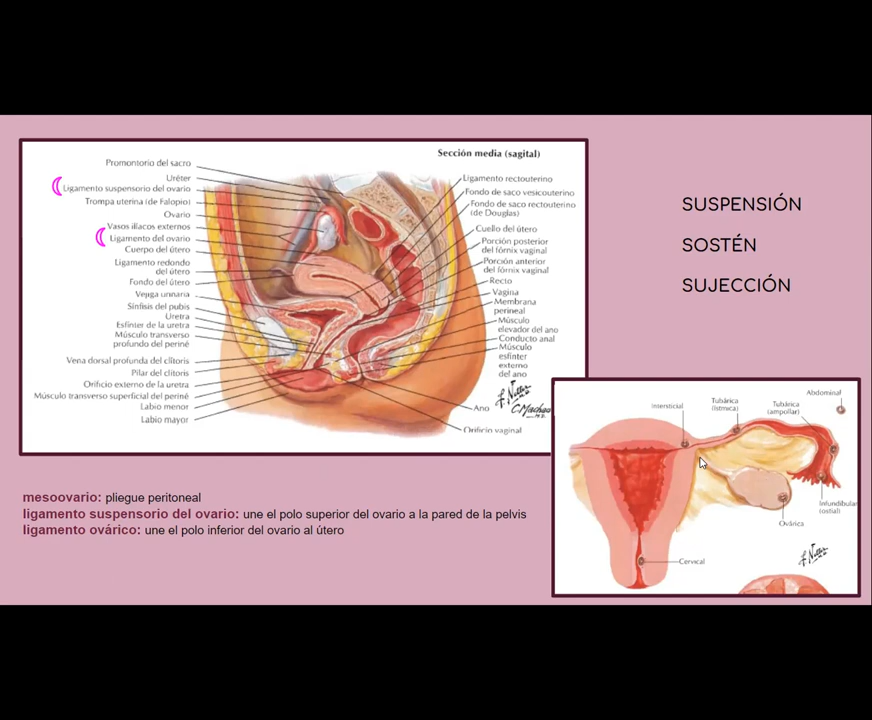 Sección media (sagital)
Promontorio del sacro
Uréter
Ligamento suspensorio del ovario
Trompa uterina (de Falopio)
Ovario
Vasos ilíacos externos
Ligamento del ovario
Cuerpo del útero
Ligamento redondo
del útero
Fondo del útero
Vejiga urinaria
Sínfisis del pubis
Uretra
Esfínter de la uretra
Músculo transverso
profundo del periné
Vena dorsal profunda del clítoris
Pilar del clítoris
Orificio externo de la uretra
Músculo transverso superficial del periné
Labio menor
Labio mayor
Ligamento rectouterino
Fondo de saco vesicouterino
Fondo de saco rectouterino
(de Douglas)
Cuello del útero
Porción posterior
del fórnix vaginal
Porción anterior
del fórnix vaginal
Recto
Vagina
Membrana
perineal
Músculo
elevador del ano
Conducto anal
Músculo
esfínter
externo
del ano
Ano
Orificio vaginal
F. Netter
M.D.
C. Machado
M.D.
SUSPENSIÓN
SOSTÉN
SUJECCIÓN
mesoovario: pliegue peritoneal
ligamento suspensorio del ovario: une el polo superior del ovario a la pared de la pelvis
ligamento ovárico: une el polo inferior del ovario al útero
Intersticial
Tubárica
(ístmica)
Tubárica
(ampollar)
Abdominal
Infundibular
(ostial)
Ovárica
Cervical
F. Netter
M.D.